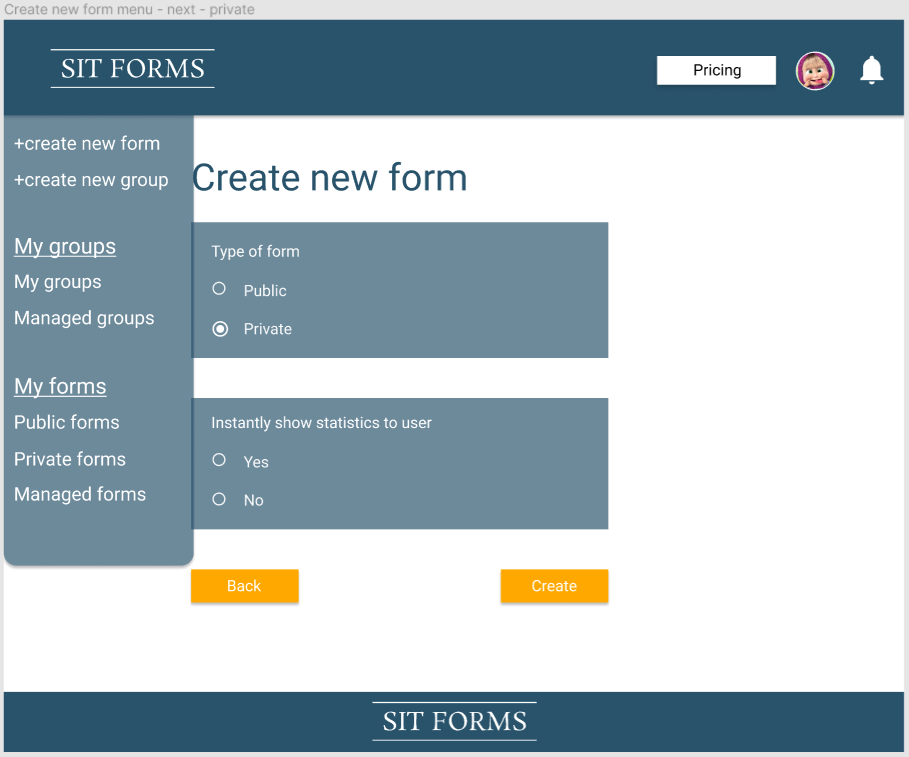 Create new form menu - next - private
SIT FORMS
Pricing
+create new form
+create new group
My groups
My groups
Managed groups
My forms
Public forms
Private forms
Managed forms
Create new form
Type of form
Public
Private
Instantly show statistics to user
Yes
No
Back
Create
SIT FORMS